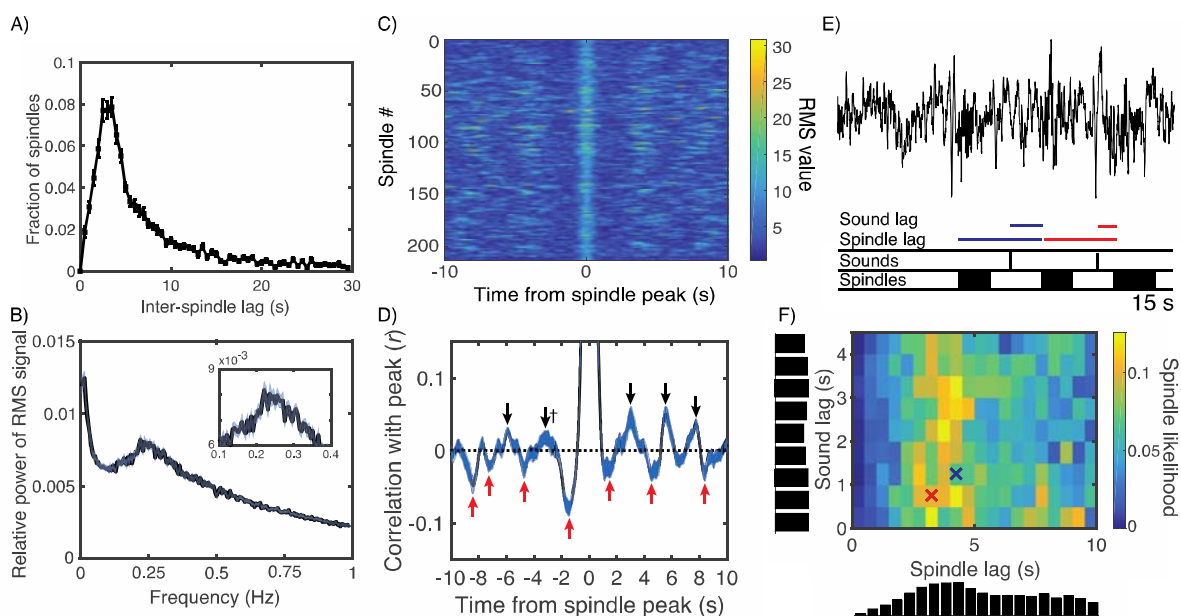 A)
Fraction of spindles
0.1
0.08
0.06
0.04
0.02
0
0 10 20 30
Inter-spindle lag (s)
B)
Relative power of RMS signal
0.015
0.010
0.005
0
0 0.25 0.5 0.75 1
Frequency (Hz)
x10-3
9
6
0.1 0.2 0.3 0.4
C)
Spindle #
0
50
100
150
200
-10 0 10
Time from spindle peak (s)
30
25
20
15
10
5
RMS value
D)
Correlation with peak (r)
0.1
0
-0.1
†
-10 -8 -6 -4 -2 0 2 4 6 8 10
Time from spindle peak (s)
E)
Sound lag
Spindle lag
Sounds
Spindles
15 s
F)
Sound lag (s)
4
3
2
1
0
0 5 10
Spindle lag (s)
0.1
0.05
0
Spindle likelihood